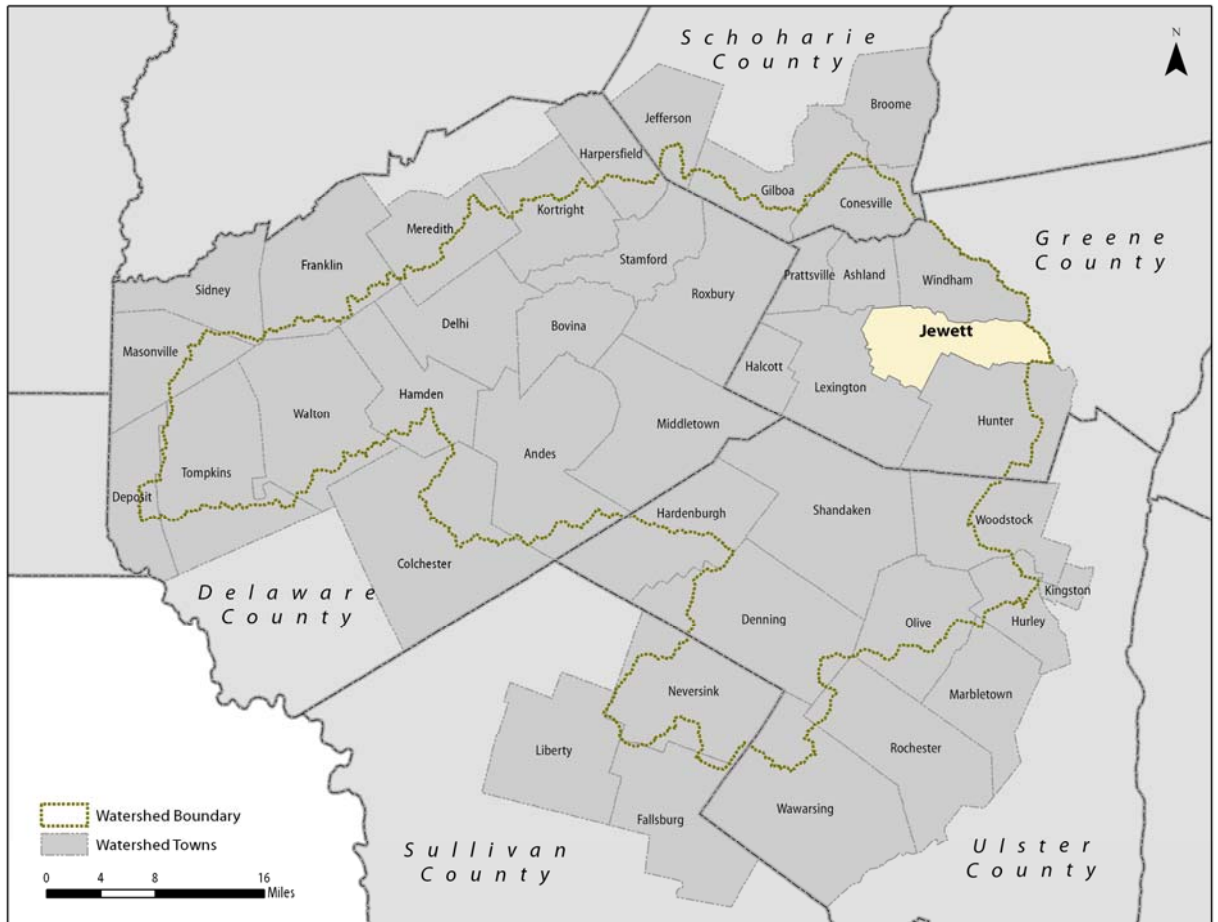 Schoharie
County
N
Broome
Jefferson
Harpersfield
Gilboa
Conesville
Kortright
Meredith
Greene
County
Franklin
Stamford
Prattsville
Ashland
Windham
Sidney
Roxbury
Delhi
Bovina
Jewett
Masonville
Halcott
Lexington
Hamden
Walton
Hunter
Middletown
Andes
Tompkins
Deposit
Hardenburgh
Shandaken
Woodstock
Colchester
Delaware
County
Kingston
Denning
Olive
Hurley
Neversink
Marbletown
Liberty
Rochester
Wawarsing
Fallsburg
Sullivan
County
Ulster
County
Watershed Boundary
Watershed Towns
0 4 8 16
Miles